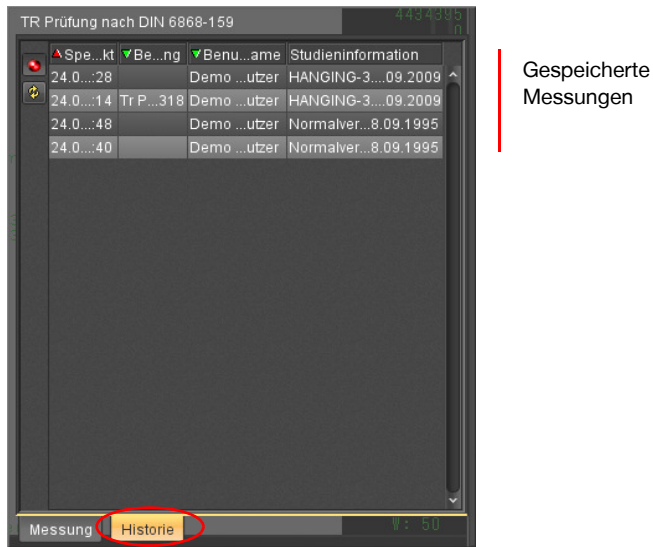 TR Prüfung nach DIN 6868-159
4434395
Spe...kt Be...ng Benu...ame Studieninformation
24.0...:28 Demo ...utzer HANGING-3....09.2009
24.0...:14 Tr P...318 Demo ...utzer HANGING-3....09.2009
24.0...:48 Demo ...utzer Normalver...8.09.1995
24.0...:40 Demo ...utzer Normalver...8.09.1995
Gespeicherte
Messungen
Messung Historie
W: 50